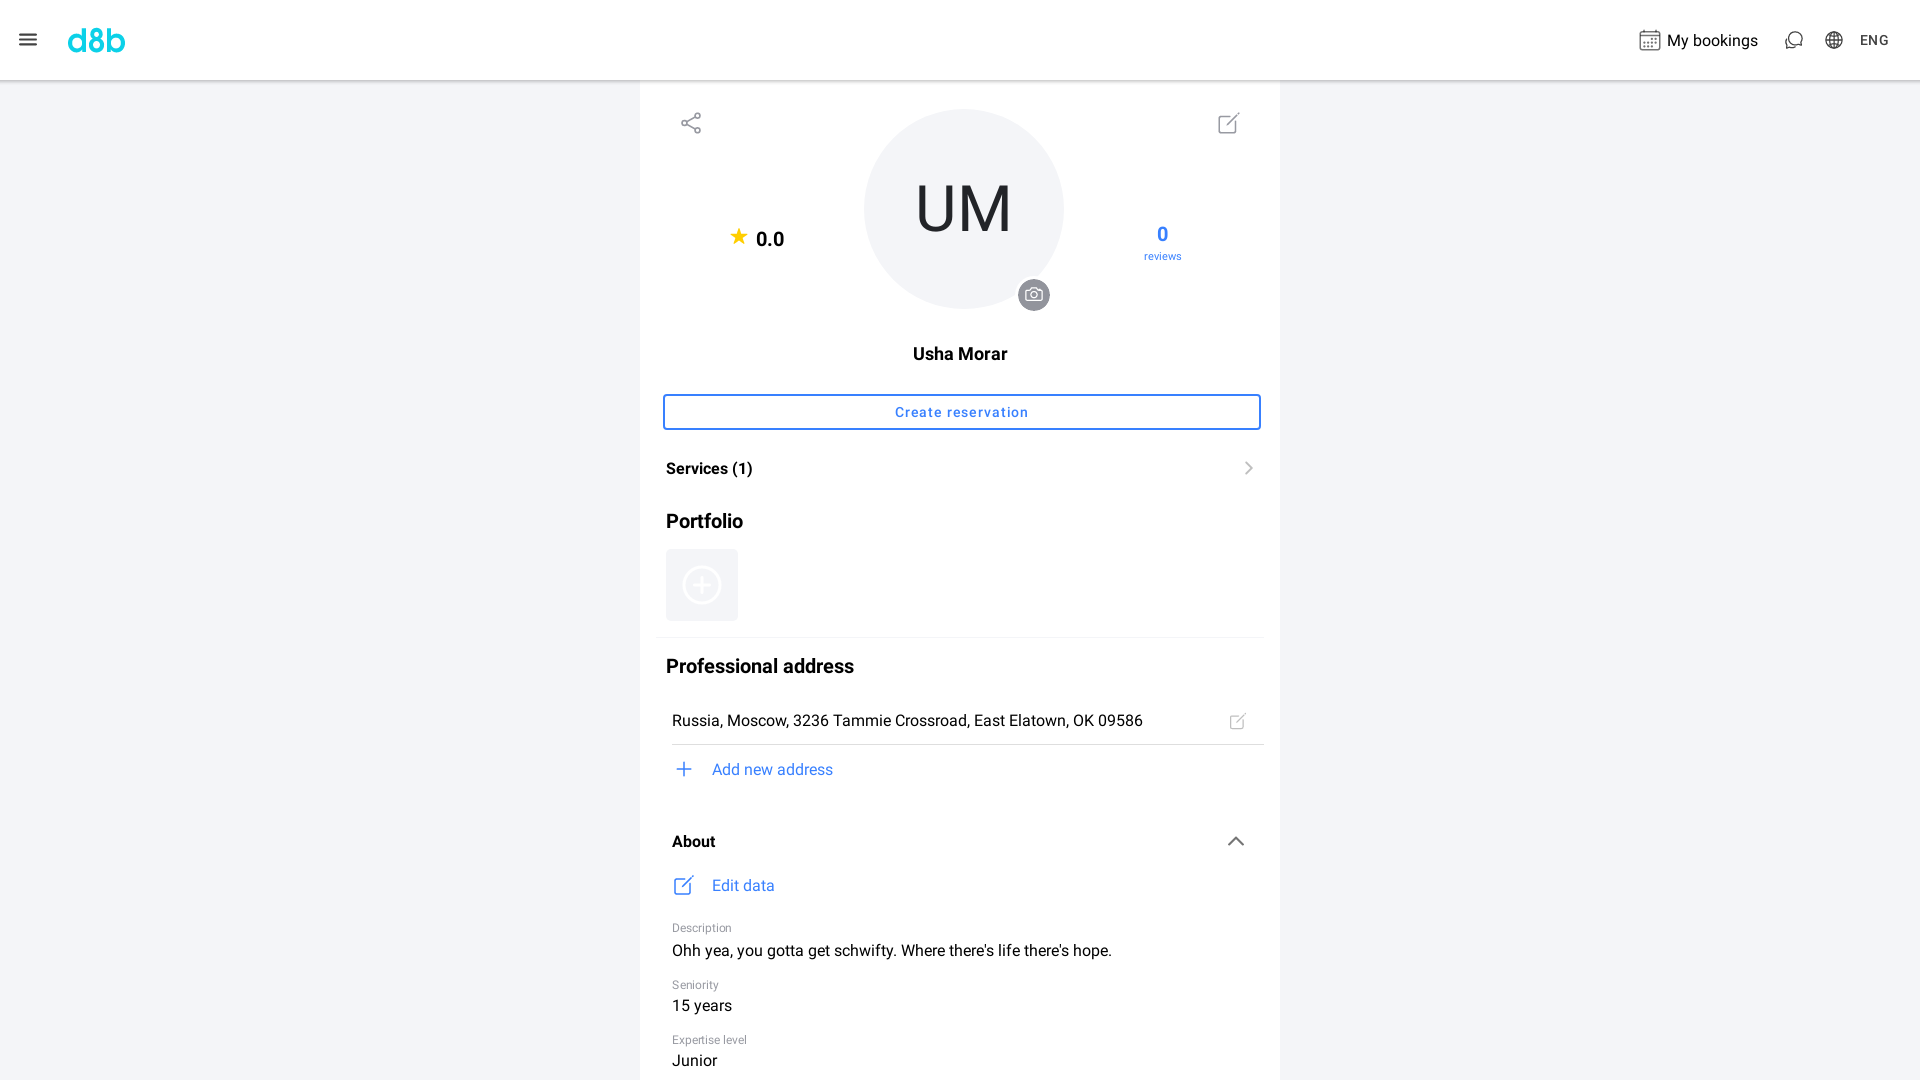 d8b
My bookings
ENG
UM
0.0
0
reviews
Usha Morar
Create reservation
Services (1)
Portfolio
Professional address
Russia, Moscow, 3236 Tammie Crossroad, East Elatown, OK 09586
Add new address
About
Edit data
Description
Ohh yea, you gotta get schwifty. Where there's life there's hope.
Seniority
15 years
Expertise level
Junior